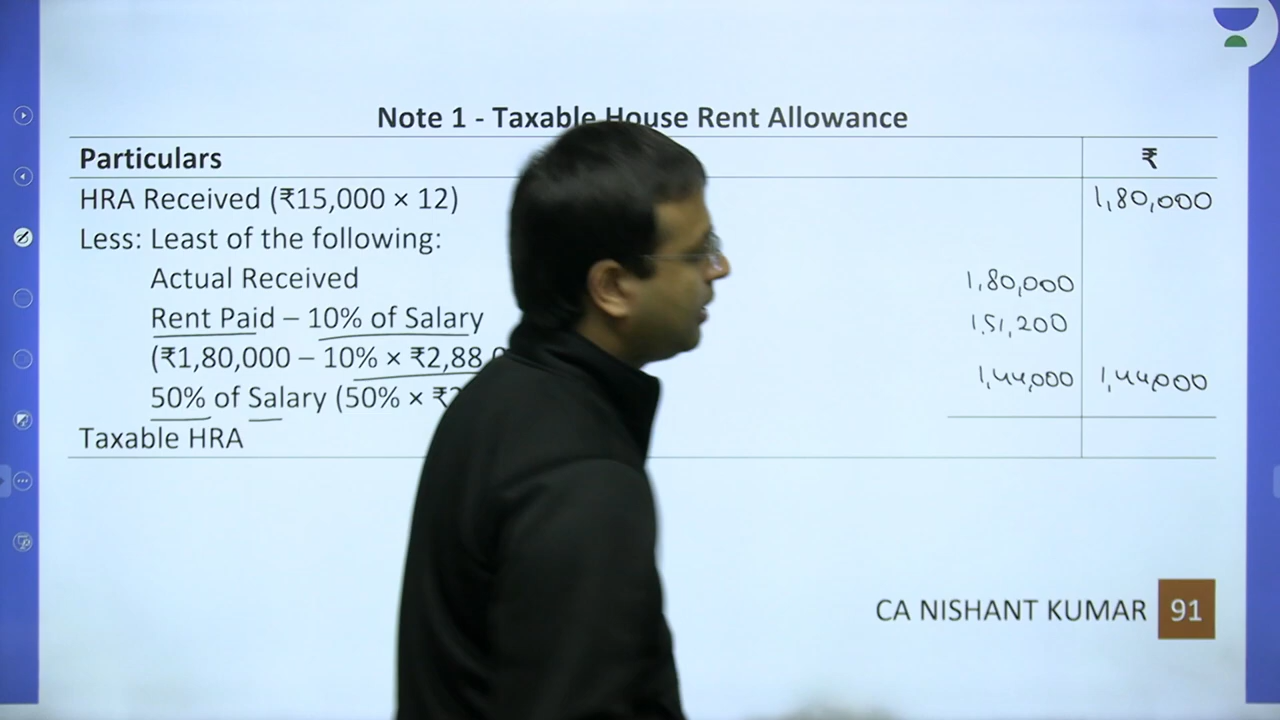 Note 1 - Taxable House Rent Allowance
Particulars ₹
HRA Received (₹15,000 × 12) 1,80,000
Less: Least of the following:
Actual Received 1,80,000
Rent Paid – 10% of Salary 1,51,200
(₹1,80,000 – 10% × ₹2,88,0
50% of Salary (50% × ₹2 1,44,000 1,44,000
Taxable HRA
CA NISHANT KUMAR 91